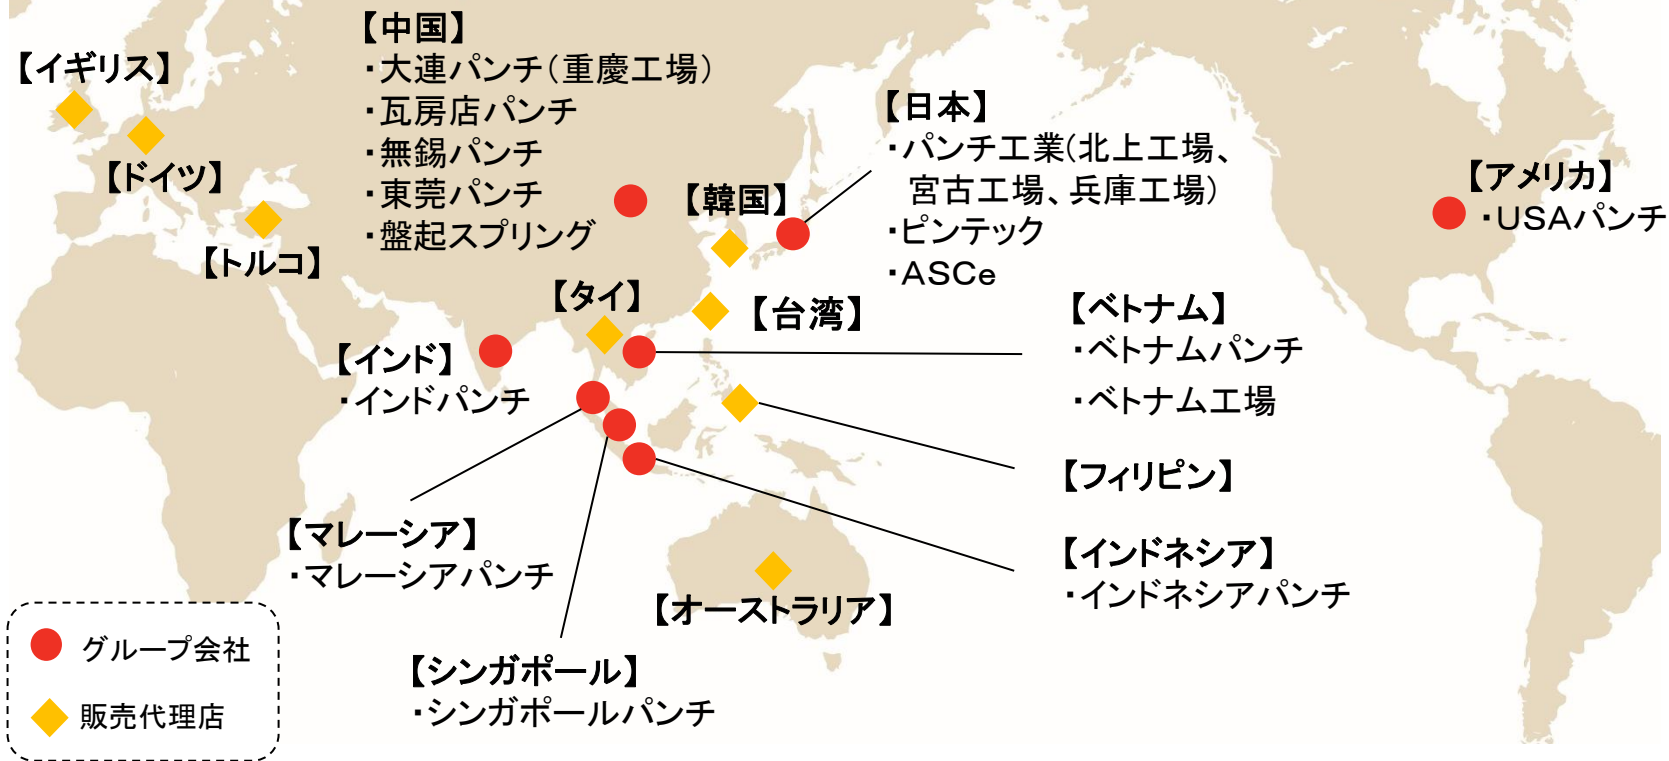 【中国】
・大連パンチ（重慶工場）
・瓦房店パンチ
・無錫パンチ
・東莞パンチ
・盤起スプリング
【イギリス】
【ドイツ】
【トルコ】
【日本】
・パンチ工業(北上工場、
宮古工場、兵庫工場)
・ピンテック
・ASCe
【韓国】
【アメリカ】
・USAパンチ
【タイ】
【台湾】
【ベトナム】
・ベトナムパンチ
・ベトナム工場
【インド】
・インドパンチ
【フィリピン】
【マレーシア】
・マレーシアパンチ
【インドネシア】
・インドネシアパンチ
【オーストラリア】
【シンガポール】
・シンガポールパンチ
グループ会社
販売代理店